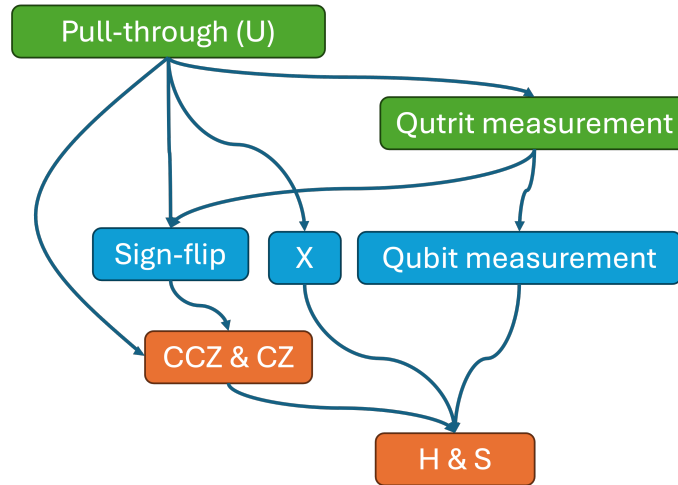 Pull-through (U)
Qutrit measurement
Sign-flip
X
Qubit measurement
CCZ & CZ
H & S